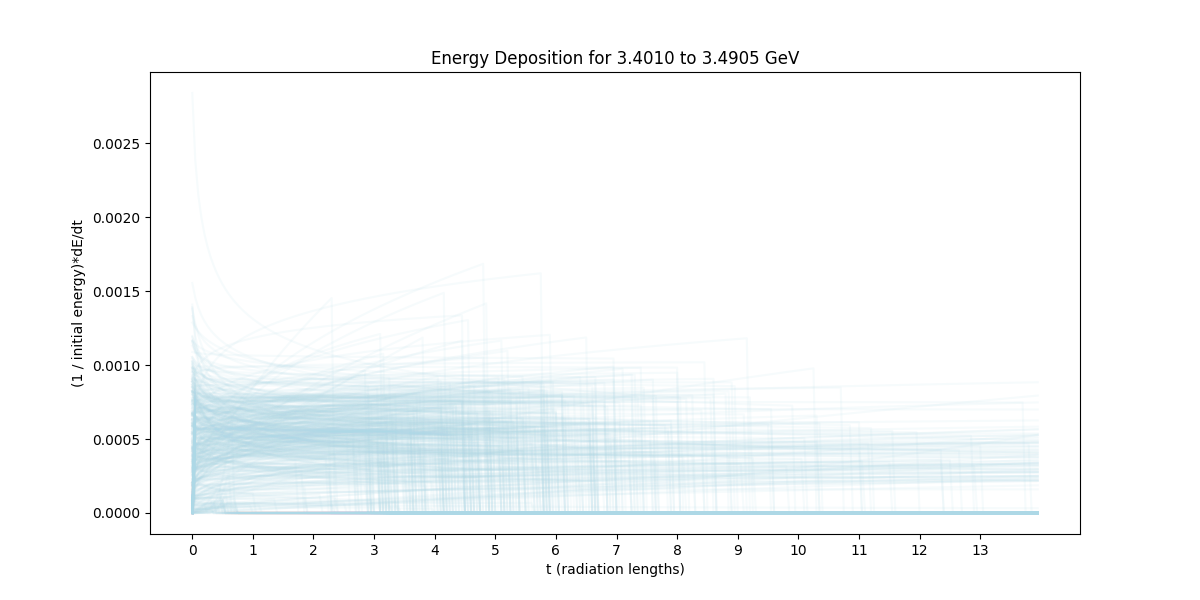 Energy Deposition for 3.4010 to 3.4905 GeV
(1 / initial energy)*dE/dt
0.0025
0.0020
0.0015
0.0010
0.0005
0.0000
0 1 2 3 4 5 6 7 8 9 10 11 12 13
t (radiation lengths)